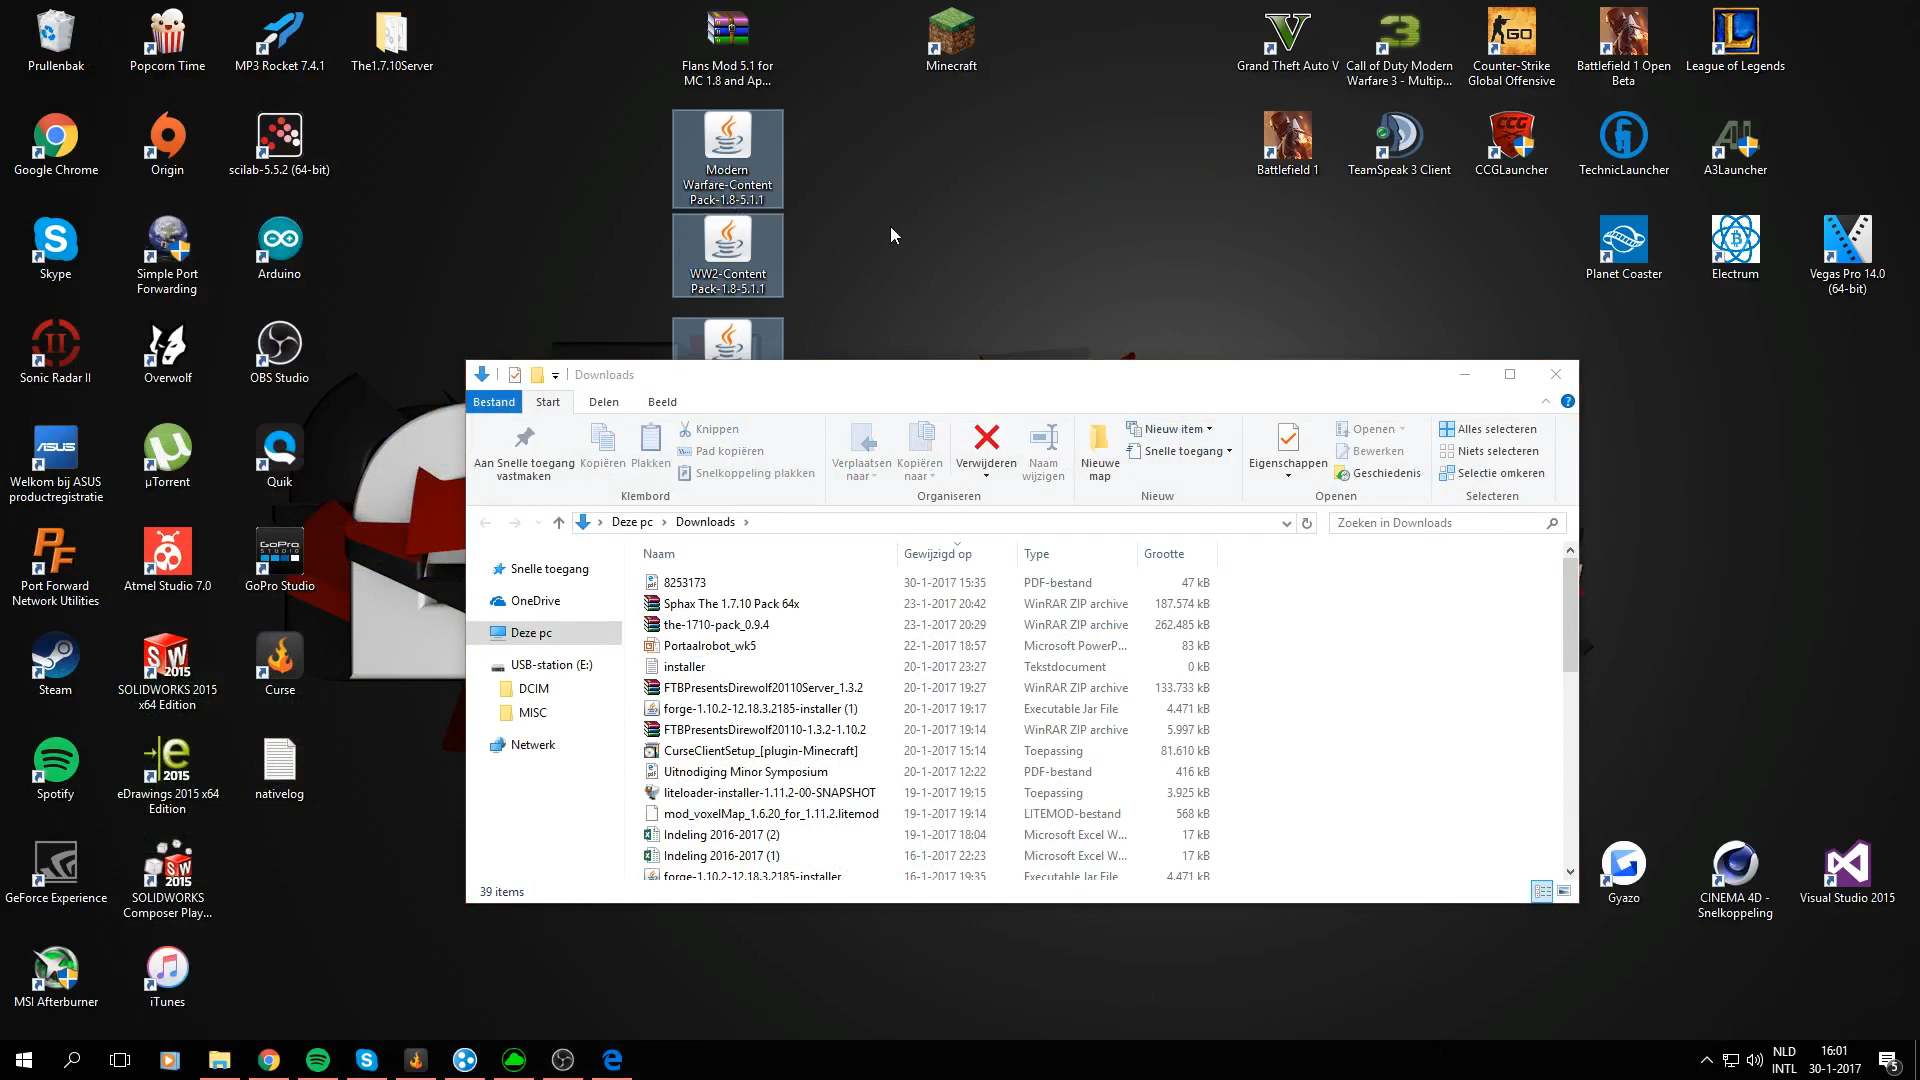 Prullenbak
Popcorn Time
MP3 Rocket 7.4.1
The1.7.10Server
Flans Mod 5.1 for
MC 1.8 and Ap...
Minecraft
Grand Theft Auto V
Call of Duty Modern
Warfare 3 - Multip...
Counter-Strike
Global Offensive
Battlefield 1 Open
Beta
League of Legends
Google Chrome
Origin
scilab-5.5.2 (64-bit)
Modern
Warfare-Content
Pack-1.8-5.1.1
Battlefield 1
TeamSpeak 3 Client
CCGLauncher
TechnicLauncher
A3Launcher
Skype
Simple Port
Forwarding
Arduino
WW2-Content
Pack-1.8-5.1.1
Planet Coaster
Electrum
Vegas Pro 14.0
(64-bit)
Sonic Radar II
Overwolf
OBS Studio
Downloads
Bestand
Start
Delen
Beeld
Aan Snelle toegang
vastmaken
Kopiëren
Plakken
Knippen
Pad kopiëren
Snelkoppeling plakken
Klembord
Verplaatsen
naar
Kopiëren
naar
Verwijderen
Naam
wijzigen
Organiseren
Nieuwe
map
Nieuw item
Snelle toegang
Nieuw
Eigenschappen
Openen
Bewerken
Geschiedenis
Openen
Alles selecteren
Niets selecteren
Selectie omkeren
Selecteren
Welkom bij ASUS
productregistratie
µTorrent
Quik
Deze pc
Downloads
Zoeken in Downloads
Naam
Gewijzigd op
Type
Grootte
Snelle toegang
OneDrive
Deze pc
USB-station (E:)
DCIM
MISC
Netwerk
8253173 30-1-2017 15:35 PDF-bestand 47 kB
Sphax The 1.7.10 Pack 64x 23-1-2017 20:42 WinRAR ZIP archive 187.574 kB
the-1710-pack_0.9.4 23-1-2017 20:29 WinRAR ZIP archive 262.485 kB
Portaalrobot_wk5 22-1-2017 18:57 Microsoft PowerP... 83 kB
installer 20-1-2017 23:27 Tekstdocument 0 kB
FTBPresentsDirewolf20110Server_1.3.2 20-1-2017 19:27 WinRAR ZIP archive 133.733 kB
forge-1.10.2-12.18.3.2185-installer (1) 20-1-2017 19:17 Executable Jar File 4.471 kB
FTBPresentsDirewolf20110-1.3.2-1.10.2 20-1-2017 19:14 WinRAR ZIP archive 5.997 kB
CurseClientSetup_[plugin-Minecraft] 20-1-2017 15:14 Toepassing 81.610 kB
Uitnodiging Minor Symposium 20-1-2017 12:22 PDF-bestand 416 kB
liteloader-installer-1.11.2-00-SNAPSHOT 19-1-2017 19:15 Toepassing 3.925 kB
mod_voxelMap_1.6.20_for_1.11.2.litemod 19-1-2017 19:14 LITEMOD-bestand 568 kB
Indeling 2016-2017 (2) 19-1-2017 18:04 Microsoft Excel W... 17 kB
Indeling 2016-2017 (1) 16-1-2017 22:23 Microsoft Excel W... 17 kB
forge-1.10.2-12.18.3.2185-installer 16-1-2017 19:35 Executable Jar File 4.471 kB
39 items
Port Forward
Network Utilities
Atmel Studio 7.0
GoPro Studio
Steam
SOLIDWORKS 2015
x64 Edition
Curse
Spotify
eDrawings 2015 x64
Edition
nativelog
GeForce Experience
SOLIDWORKS
Composer Play...
Gyazo
CINEMA 4D -
Snelkoppeling
Visual Studio 2015
MSI Afterburner
iTunes
NLD
INTL
16:01
30-1-2017
5